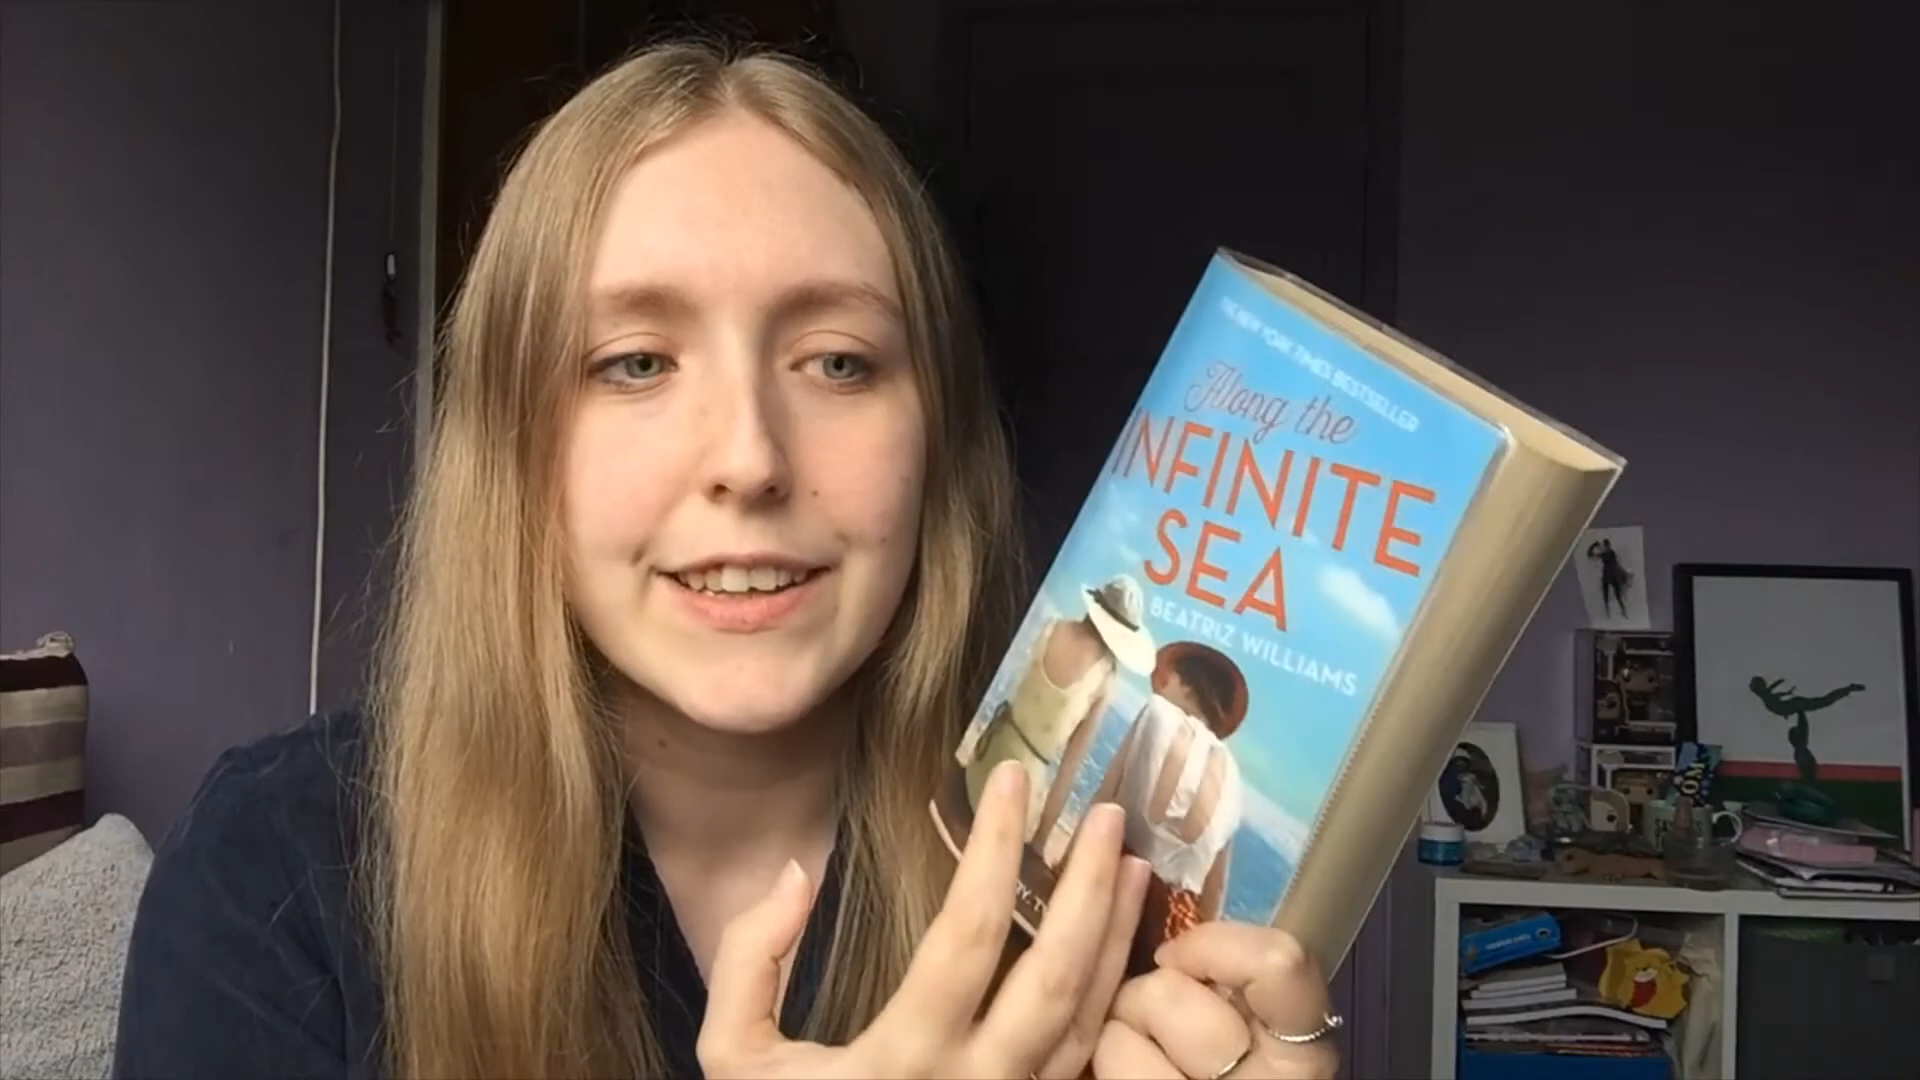 THE NEW YORK TIMES BESTSELLER
Along the
INFINITE
SEA
BEATRIZ WILLIAMS